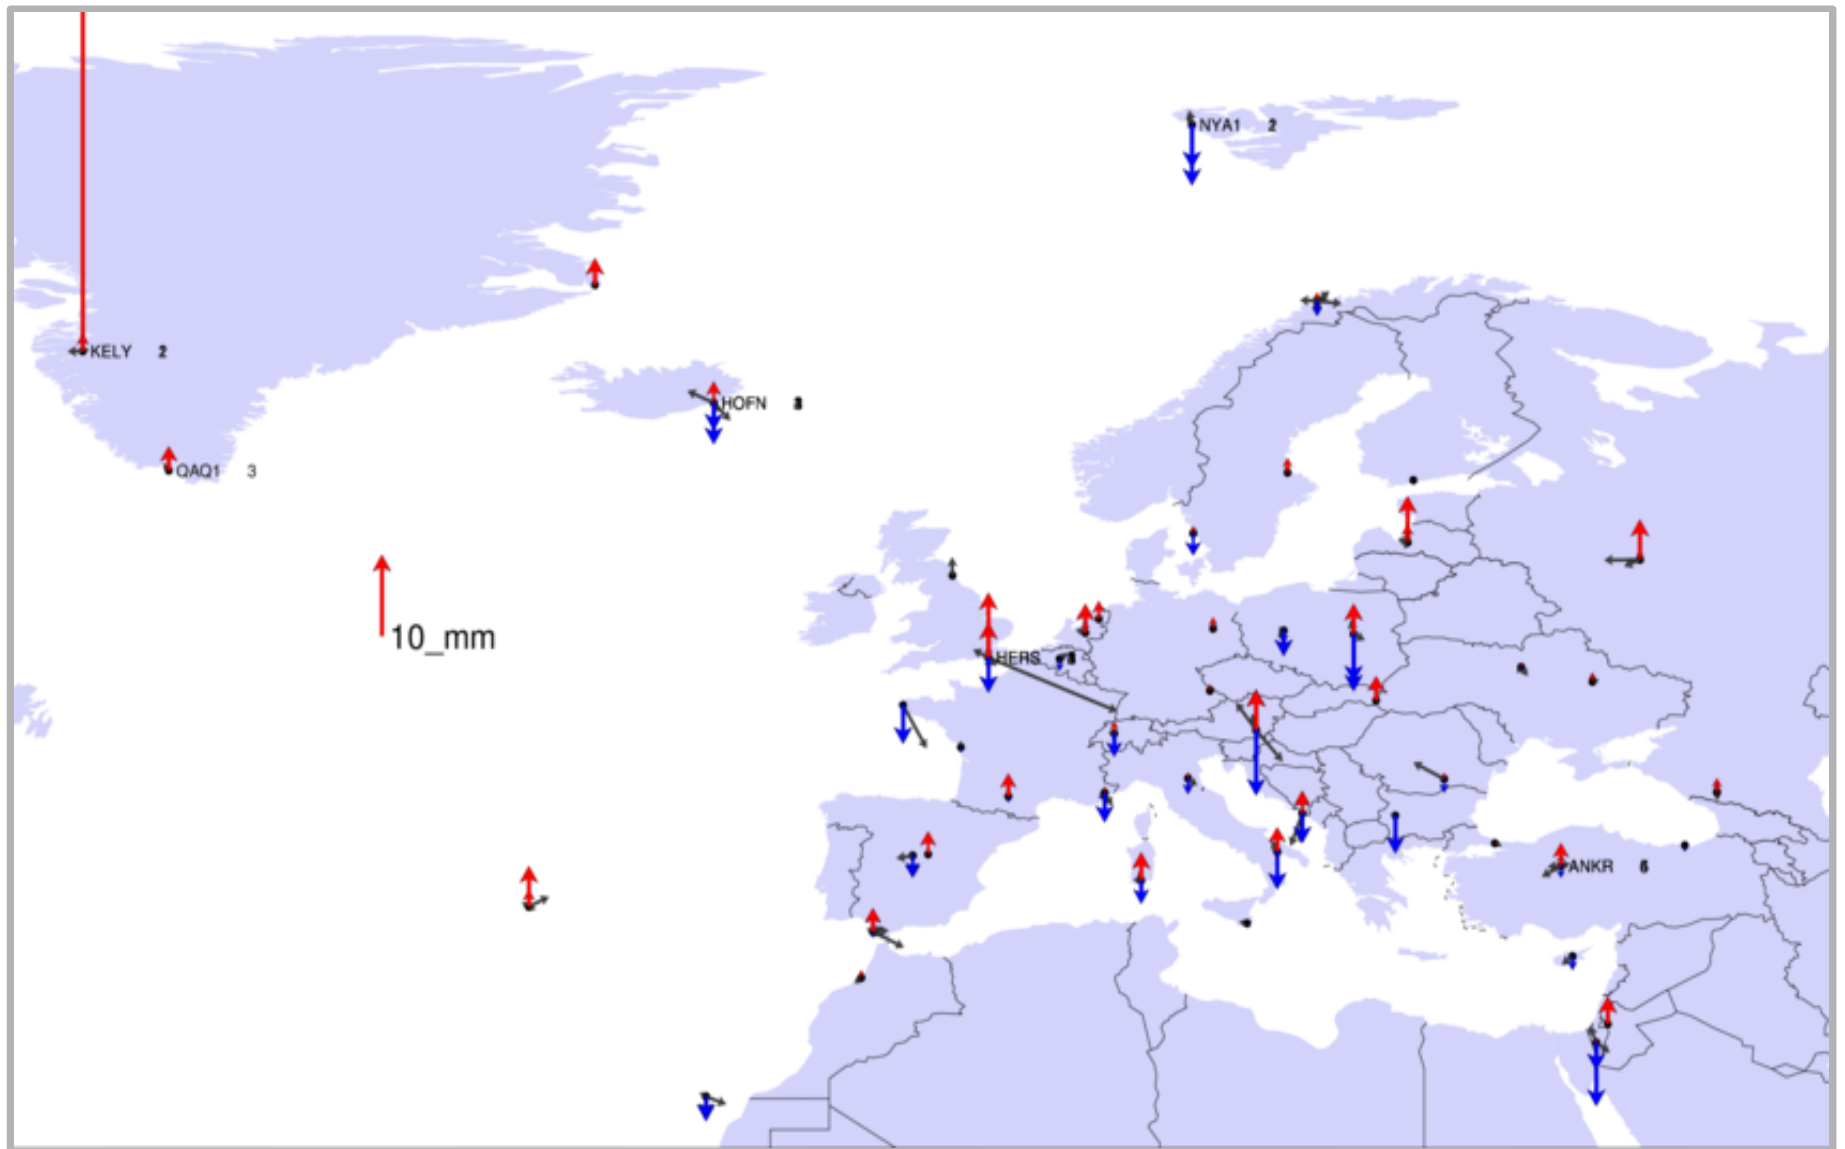 NYA1 2
KELY 2
HOFN
QAQ1 3
10_mm
HERS
ANKR